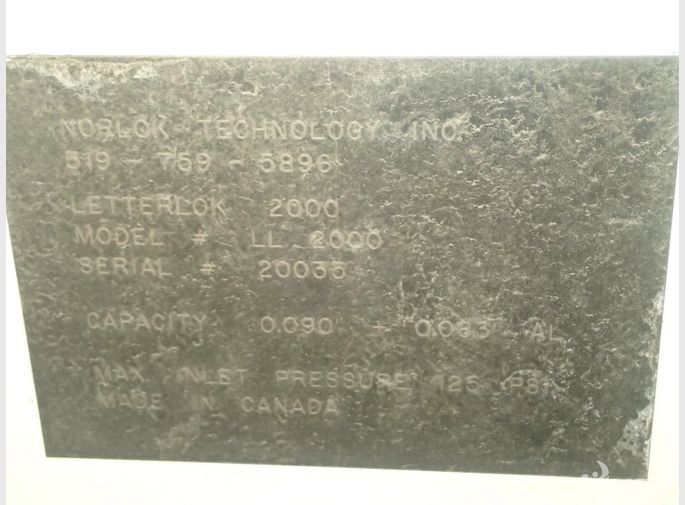 NORLOK TECHNOLOGY INC.
519-759-5896
LETTERLOK 2000
MODEL # LL 2000
SERIAL # 20035
CAPACITY 0.090 + 0.063 AL
MAX INLET PRESSURE 125 PSI
MADE IN CANADA